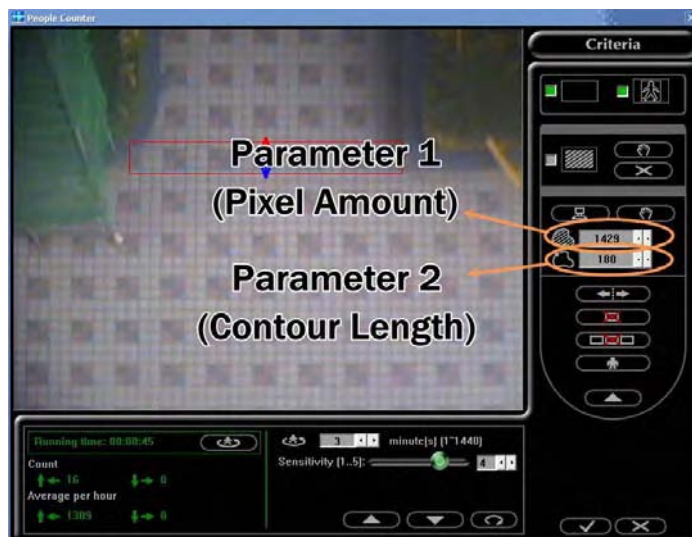 People Counter
Criteria
Parameter 1
(Pixel Amount)
1429
Parameter 2
180
(Contour Length)
Running time: 00:00:45
3 minute(s) (1~1440)
Count
Sensitivity (1..5): 4
16 0
Average per hour
1309 0